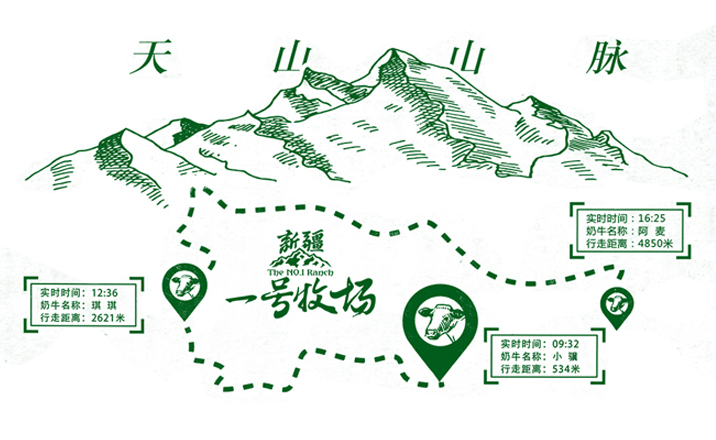 天山山脉
实时时间：16:25
奶牛名称：阿 麦
行走距离：4850米
新疆
The NO.1 Ranch
一号牧场
实时时间：12:36
奶牛名称：琪 琪
行走距离：2621米
实时时间：09:32
奶牛名称：小 骥
行走距离：534米